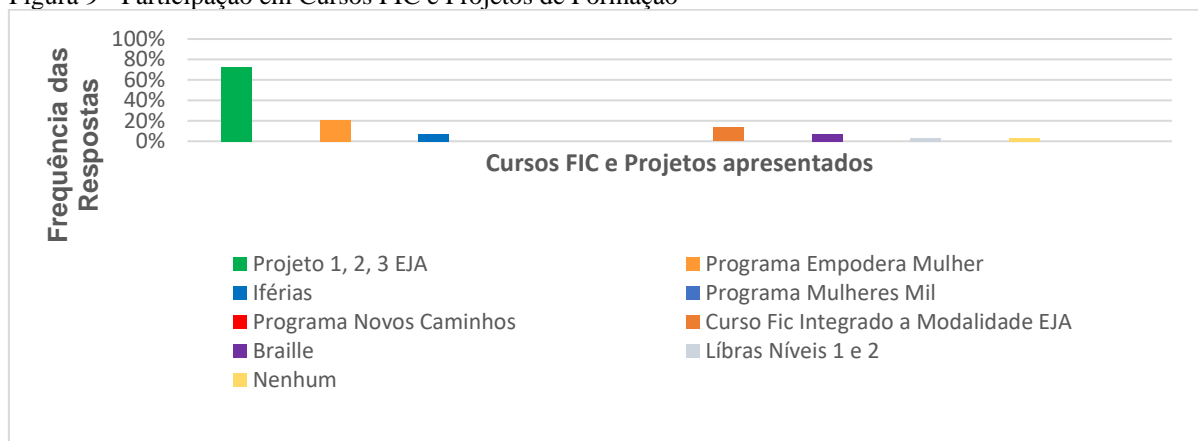 Figura 9 - Participação em Cursos FIC e Projetos de Formação
100%
80%
60%
40%
20%
0%
Frequência das
Respostas
Cursos FIC e Projetos apresentados
Projeto 1, 2, 3 EJA
Programa Empodera Mulher
Iférias
Programa Mulheres Mil
Programa Novos Caminhos
Curso Fic Integrado a Modalidade EJA
Braille
Líbras Níveis 1 e 2
Nenhum